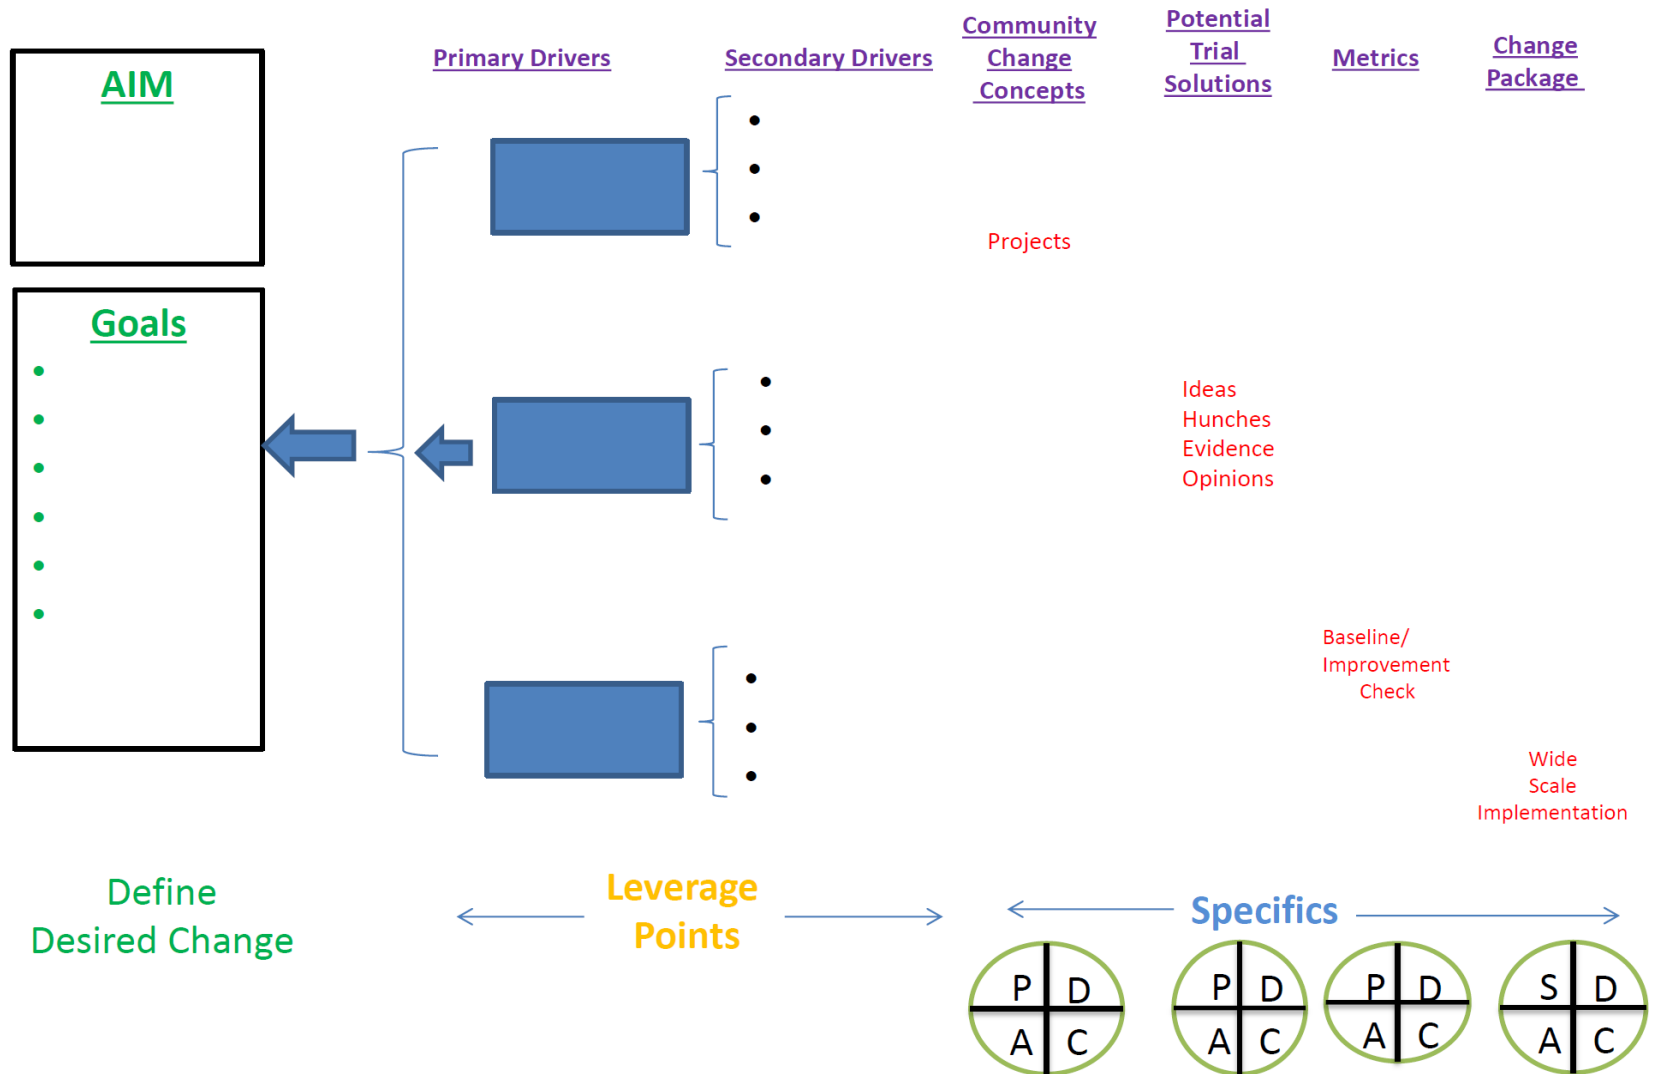 AIM
Goals
Primary Drivers
Secondary Drivers
Community
Change
Concepts
Potential
Trial
Solutions
Metrics
Change
Package
Projects
Ideas
Hunches
Evidence
Opinions
Baseline/
Improvement
Check
Wide
Scale
Implementation
Define
Desired Change
Leverage
Points
Specifics
P D
A C
P D
A C
P D
A C
S D
A C